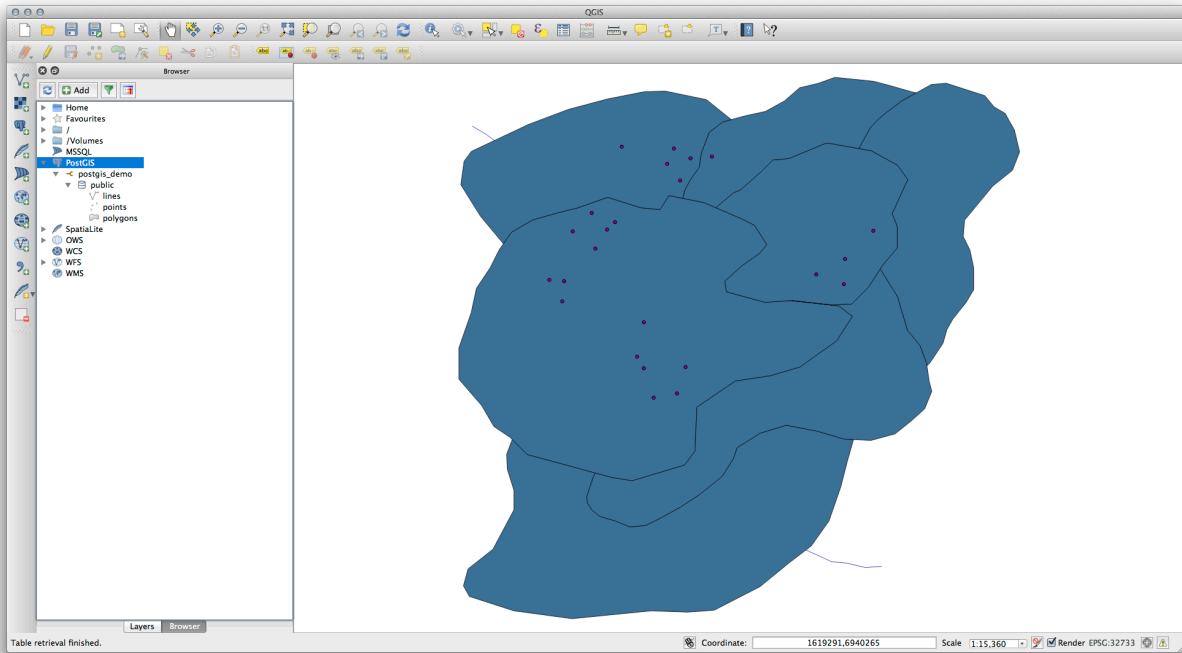 QGIS
Browser
Add
Home
Favourites
/
/Volumes
MSSQL
PostGIS
postgis_demo
public
lines
points
polygons
SpatiaLite
OWS
WCS
WFS
WMS
Layers Browser
Table retrieval finished.
Coordinate: 1619291,6940265 Scale 1:15,360 Render EPSG:32733